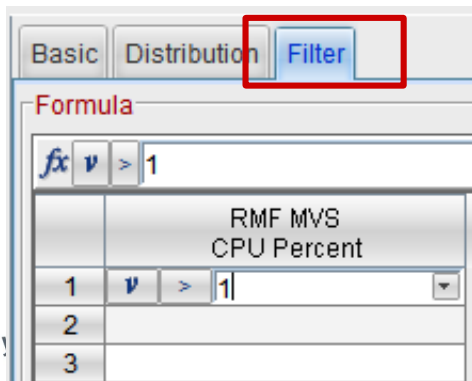 Basic Distribution Filter
Formula
fx v > 1
RMF MVS
CPU Percent
1 v > 1
2
3